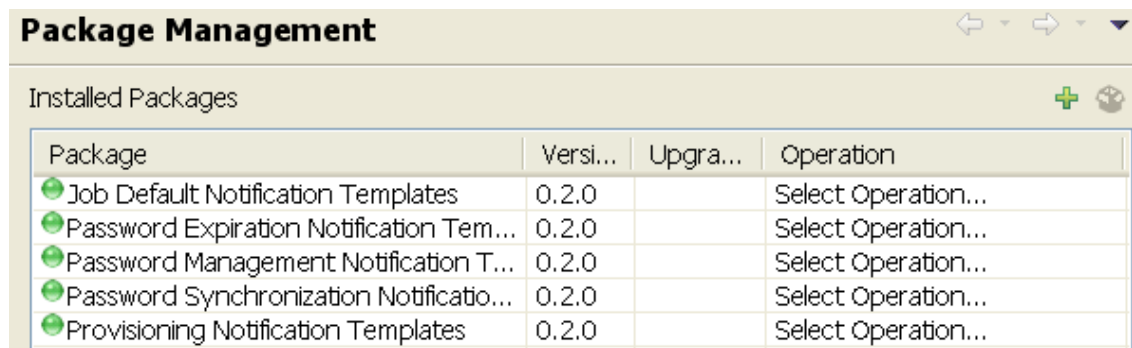 Package Management
Installed Packages
Package Versi... Upgra... Operation
Job Default Notification Templates 0.2.0 Select Operation...
Password Expiration Notification Tem... 0.2.0 Select Operation...
Password Management Notification T... 0.2.0 Select Operation...
Password Synchronization Notificatio... 0.2.0 Select Operation...
Provisioning Notification Templates 0.2.0 Select Operation...